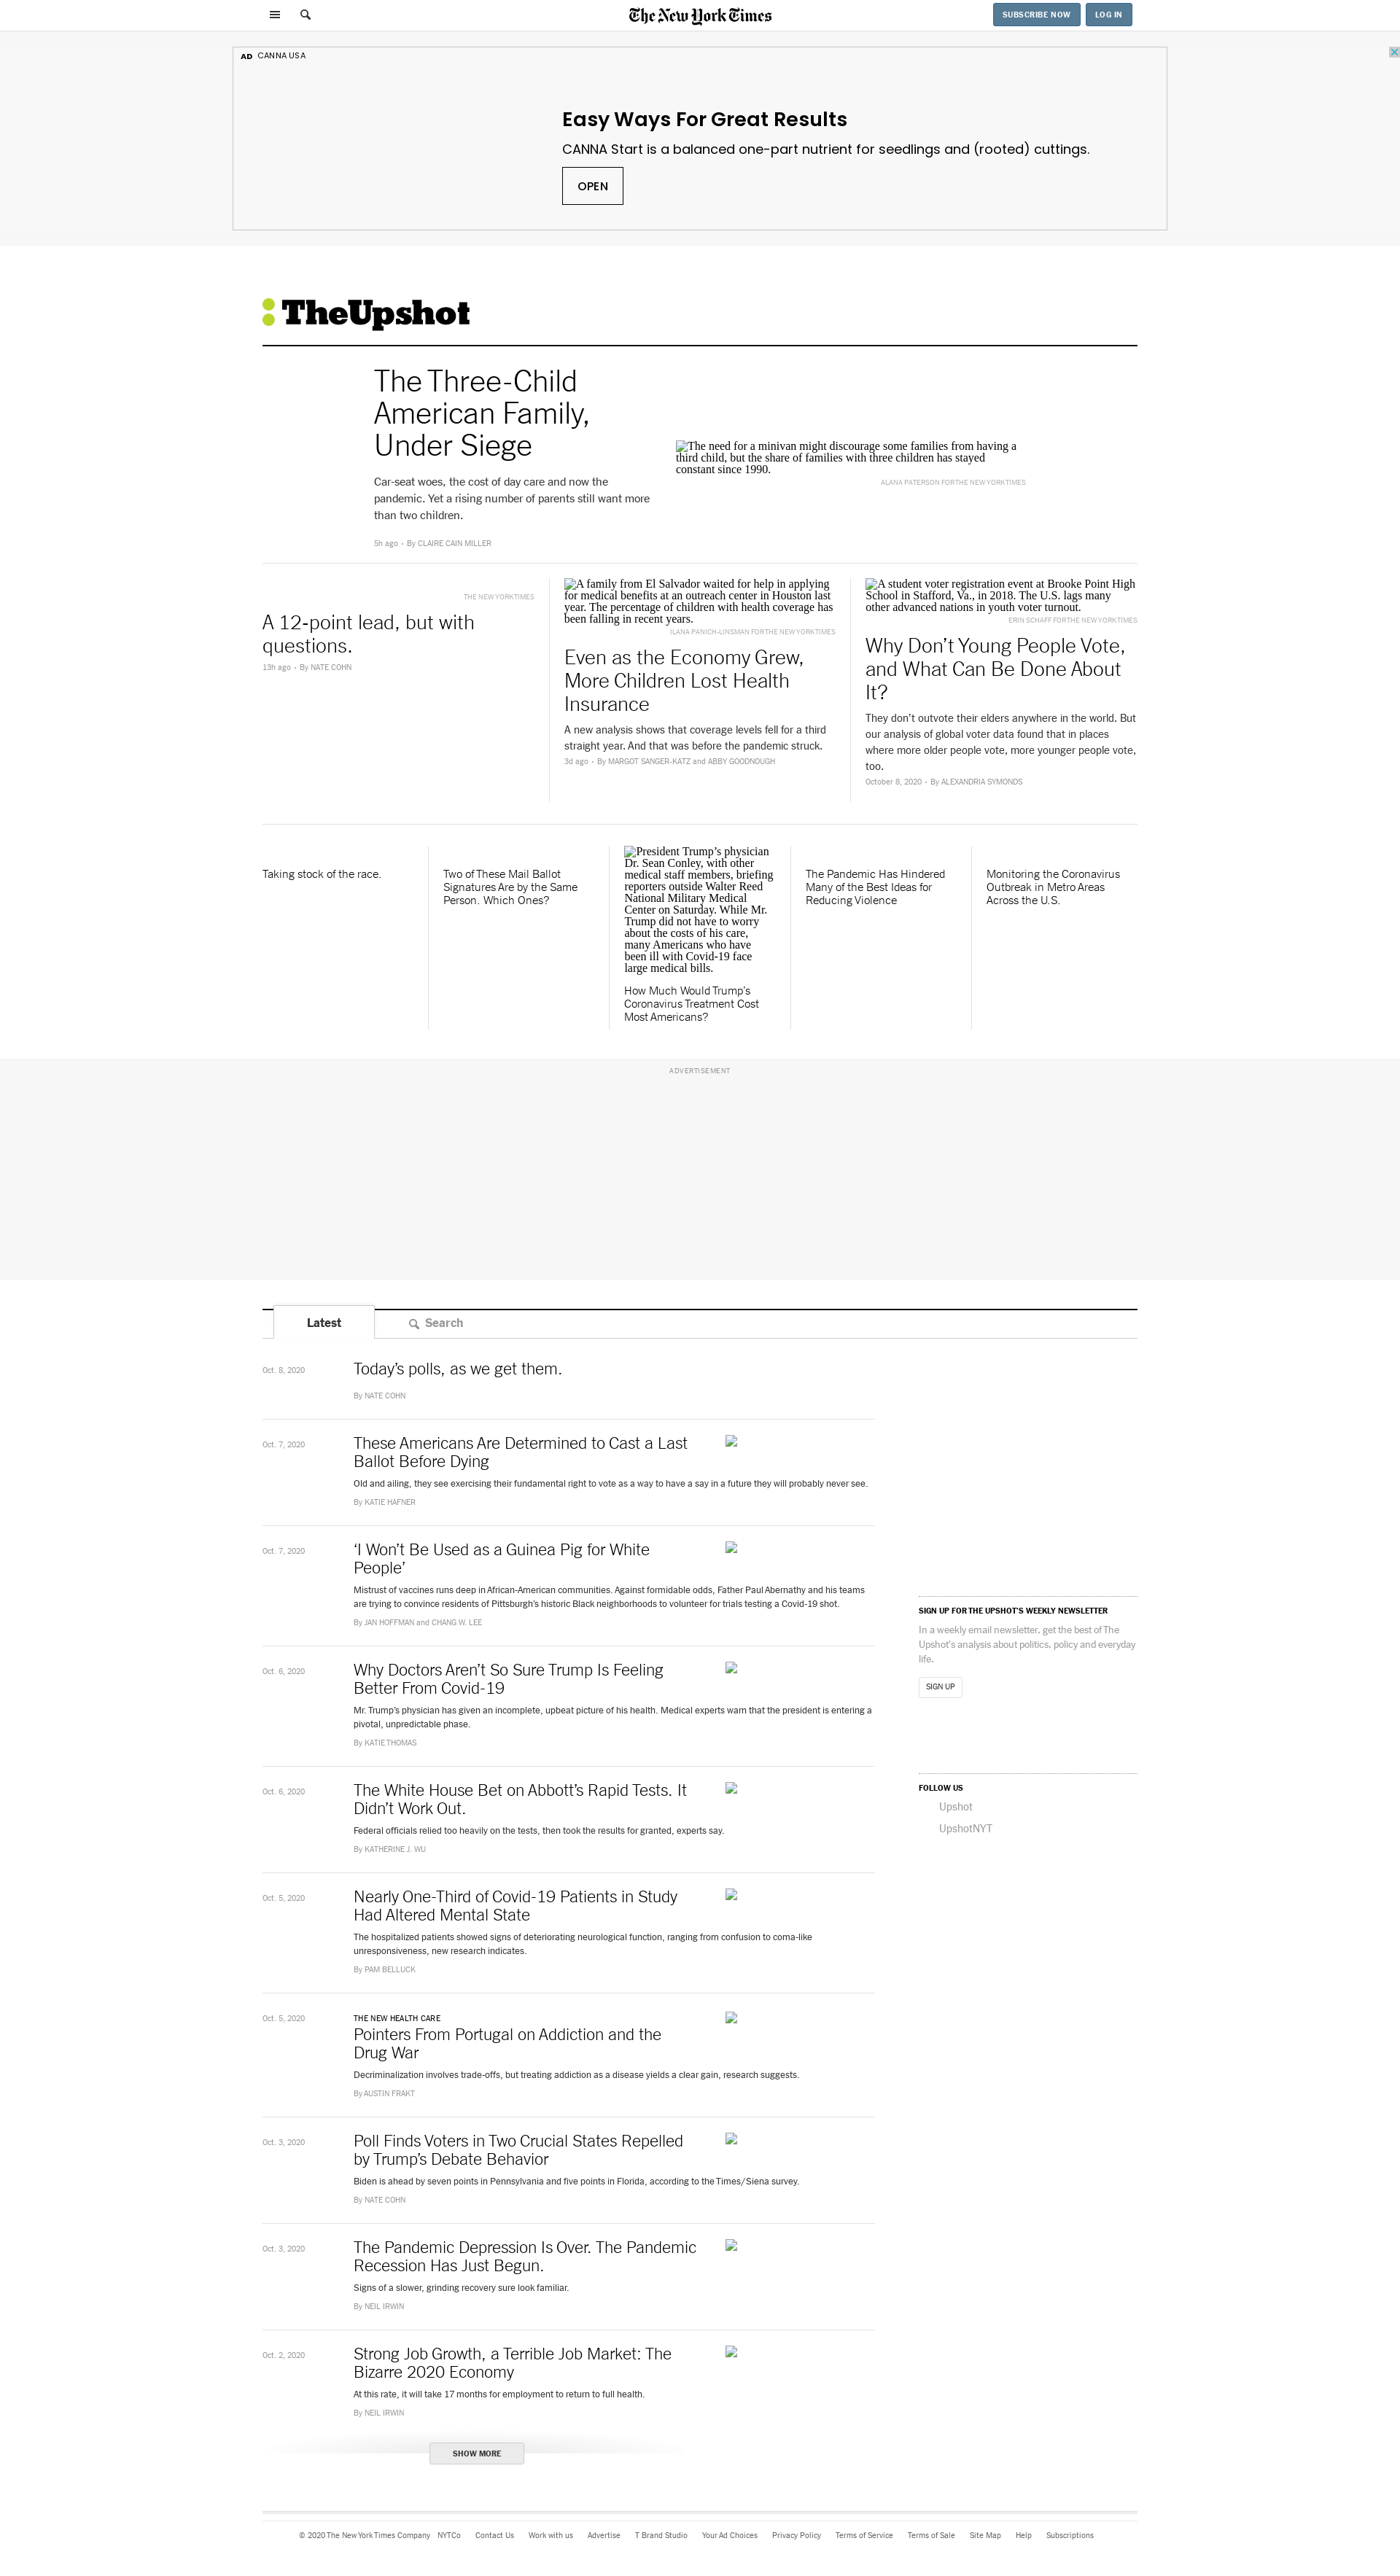 The New York Times
SUBSCRIBE NOW
LOG IN
AD CANNA USA
Easy Ways For Great Results
CANNA Start is a balanced one-part nutrient for seedlings and (rooted) cuttings.
OPEN
TheUpshot
The Three-Child
American Family,
Under Siege
Car-seat woes, the cost of day care and now the
pandemic. Yet a rising number of parents still want more
than two children.
5h ago · By CLAIRE CAIN MILLER
The need for a minivan might discourage some families from having a
third child, but the share of families with three children has stayed
constant since 1990.
ALANA PATERSON FOR THE NEW YORK TIMES
THE NEW YORK TIMES
A 12-point lead, but with
questions.
13h ago · By NATE COHN
A family from El Salvador waited for help in applying
for medical benefits at an outreach center in Houston last
year. The percentage of children with health coverage has
been falling in recent years.
ILANA PANICH-LINSMAN FOR THE NEW YORK TIMES
Even as the Economy Grew,
More Children Lost Health
Insurance
A new analysis shows that coverage levels fell for a third
straight year. And that was before the pandemic struck.
3d ago · By MARGOT SANGER-KATZ and ABBY GOODNOUGH
A student voter registration event at Brooke Point High
School in Stafford, Va., in 2018. The U.S. lags many
other advanced nations in youth voter turnout.
ERIN SCHAFF FOR THE NEW YORK TIMES
Why Don’t Young People Vote,
and What Can Be Done About
It?
They don’t outvote their elders anywhere in the world. But
our analysis of global voter data found that in places
where more older people vote, more younger people vote,
too.
October 8, 2020 · By ALEXANDRIA SYMONDS
Taking stock of the race.
Two of These Mail Ballot
Signatures Are by the Same
Person. Which Ones?
President Trump’s physician
Dr. Sean Conley, with other
medical staff members, briefing
reporters outside Walter Reed
National Military Medical
Center on Saturday. While Mr.
Trump did not have to worry
about the costs of his care,
many Americans who have
been ill with Covid-19 face
large medical bills.
How Much Would Trump’s
Coronavirus Treatment Cost
Most Americans?
The Pandemic Has Hindered
Many of the Best Ideas for
Reducing Violence
Monitoring the Coronavirus
Outbreak in Metro Areas
Across the U.S.
ADVERTISEMENT
Latest
Search
Oct. 8, 2020
Today’s polls, as we get them.
By NATE COHN
Oct. 7, 2020
These Americans Are Determined to Cast a Last
Ballot Before Dying
Old and ailing, they see exercising their fundamental right to vote as a way to have a say in a future they will probably never see.
By KATIE HAFNER
Oct. 7, 2020
‘I Won’t Be Used as a Guinea Pig for White
People’
Mistrust of vaccines runs deep in African-American communities. Against formidable odds, Father Paul Abernathy and his teams
are trying to convince residents of Pittsburgh’s historic Black neighborhoods to volunteer for trials testing a Covid-19 shot.
By JAN HOFFMAN and CHANG W. LEE
Oct. 6, 2020
Why Doctors Aren’t So Sure Trump Is Feeling
Better From Covid-19
Mr. Trump’s physician has given an incomplete, upbeat picture of his health. Medical experts warn that the president is entering a
pivotal, unpredictable phase.
By KATIE THOMAS
Oct. 6, 2020
The White House Bet on Abbott’s Rapid Tests. It
Didn’t Work Out.
Federal officials relied too heavily on the tests, then took the results for granted, experts say.
By KATHERINE J. WU
Oct. 5, 2020
Nearly One-Third of Covid-19 Patients in Study
Had Altered Mental State
The hospitalized patients showed signs of deteriorating neurological function, ranging from confusion to coma-like
unresponsiveness, new research indicates.
By PAM BELLUCK
Oct. 5, 2020
THE NEW HEALTH CARE
Pointers From Portugal on Addiction and the
Drug War
Decriminalization involves trade-offs, but treating addiction as a disease yields a clear gain, research suggests.
By AUSTIN FRAKT
Oct. 3, 2020
Poll Finds Voters in Two Crucial States Repelled
by Trump’s Debate Behavior
Biden is ahead by seven points in Pennsylvania and five points in Florida, according to the Times/Siena survey.
By NATE COHN
Oct. 3, 2020
The Pandemic Depression Is Over. The Pandemic
Recession Has Just Begun.
Signs of a slower, grinding recovery sure look familiar.
By NEIL IRWIN
Oct. 2, 2020
Strong Job Growth, a Terrible Job Market: The
Bizarre 2020 Economy
At this rate, it will take 17 months for employment to return to full health.
By NEIL IRWIN
SHOW MORE
SIGN UP FOR THE UPSHOT’S WEEKLY NEWSLETTER
In a weekly email newsletter, get the best of The
Upshot’s analysis about politics, policy and everyday
life.
SIGN UP
FOLLOW US
Upshot
UpshotNYT
© 2020 The New York Times Company NYTCo Contact Us Work with us Advertise T Brand Studio Your Ad Choices Privacy Policy Terms of Service Terms of Sale Site Map Help Subscriptions